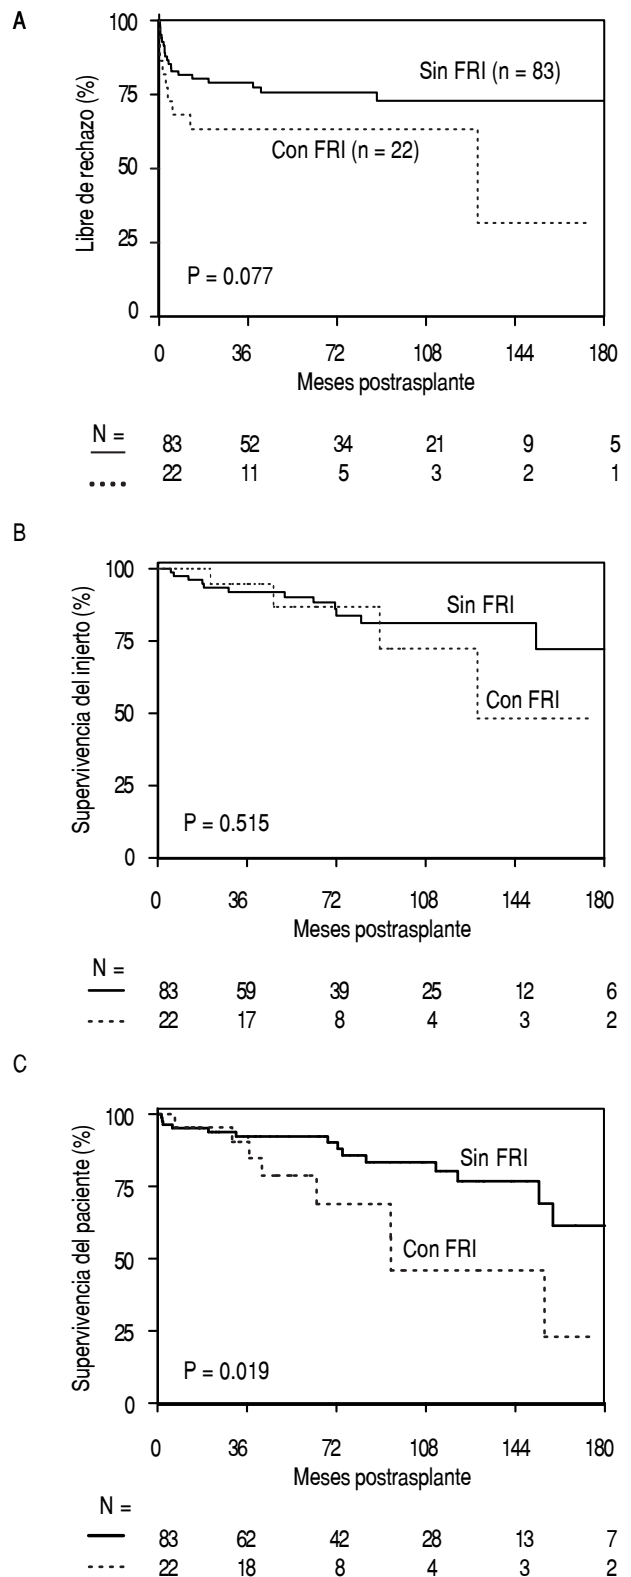 A
Libre de rechazo (%)
100
75
50
25
0
Sin FRI (n = 83)
Con FRI (n = 22)
P = 0.077
0 36 72 108 144 180
Meses postrasplante
N =
83 52 34 21 9 5
22 11 5 3 2 1
B
Supervivencia del injerto (%)
100
75
50
25
0
Sin FRI
Con FRI
P = 0.515
0 36 72 108 144 180
Meses postrasplante
N =
83 59 39 25 12 6
22 17 8 4 3 2
C
Supervivencia del paciente (%)
100
75
50
25
0
Sin FRI
Con FRI
P = 0.019
0 36 72 108 144 180
Meses postrasplante
N =
83 62 42 28 13 7
22 18 8 4 3 2